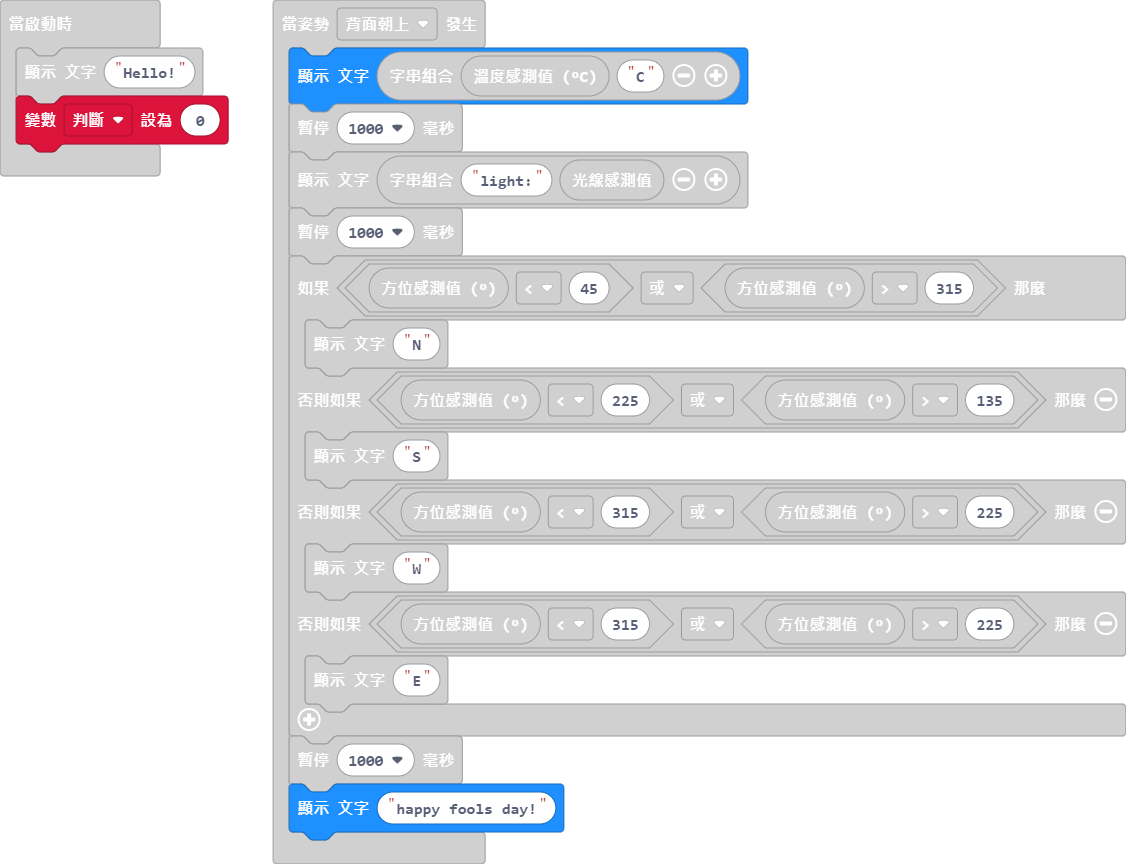 當啟動時
顯示 文字 "Hello!"
變數 判斷 設為 0
當姿勢 背面朝上 發生
顯示 文字 字串組合 溫度感測值 (ºC) "C"
暫停 1000 毫秒
顯示 文字 字串組合 "light:" 光線感測值
暫停 1000 毫秒
如果 方位感測值 (º) < 45 或 方位感測值 (º) > 315 那麼
顯示 文字 "N"
否則如果 方位感測值 (º) < 225 或 方位感測值 (º) > 135 那麼
顯示 文字 "S"
否則如果 方位感測值 (º) < 315 或 方位感測值 (º) > 225 那麼
顯示 文字 "W"
否則如果 方位感測值 (º) < 315 或 方位感測值 (º) > 225 那麼
顯示 文字 "E"
暫停 1000 毫秒
顯示 文字 "happy fools day!"